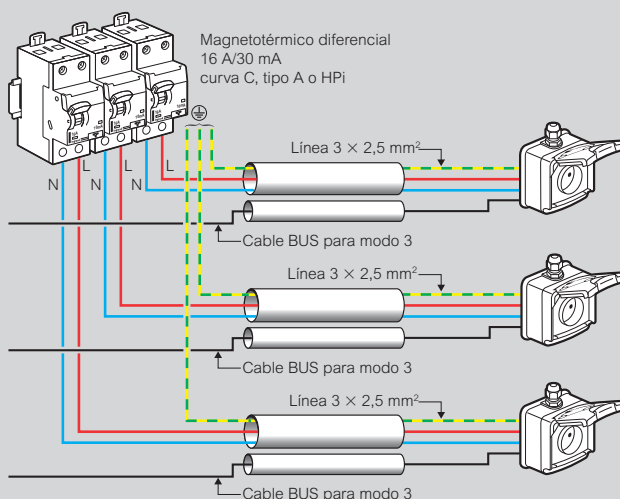 Magnetotérmico diferencial
16 A/30 mA
curva C, tipo A o HPi
L
L
L
N
N
N
Línea 3 × 2,5 mm²
Cable BUS para modo 3
Línea 3 × 2,5 mm²
Cable BUS para modo 3
Línea 3 × 2,5 mm²
Cable BUS para modo 3